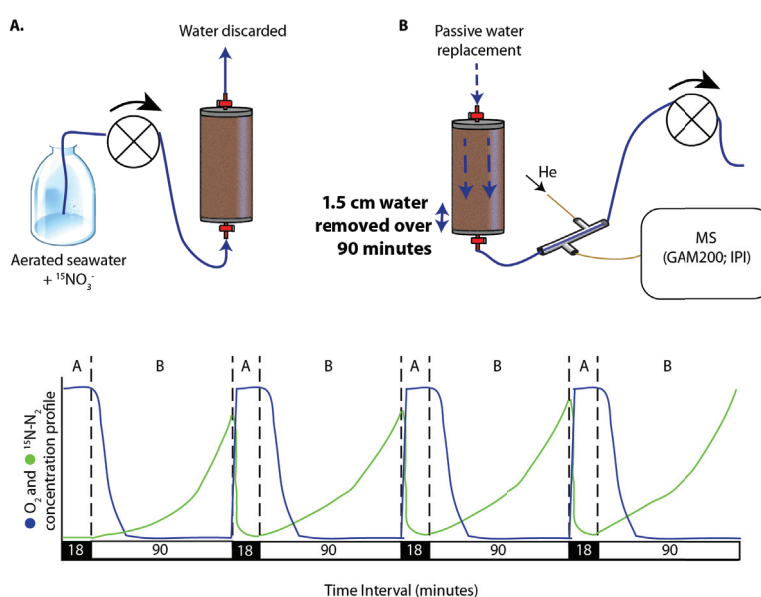 A.
Water discarded
Aerated seawater
+ ¹⁵NO₃⁻
B
Passive water
replacement
He
1.5 cm water
removed over
90 minutes
MS
(GAM200; IPI)
A B A B A B A B
O₂ and ¹⁵N-N₂
concentration profile
18 90 18 90 18 90 18 90
Time Interval (minutes)